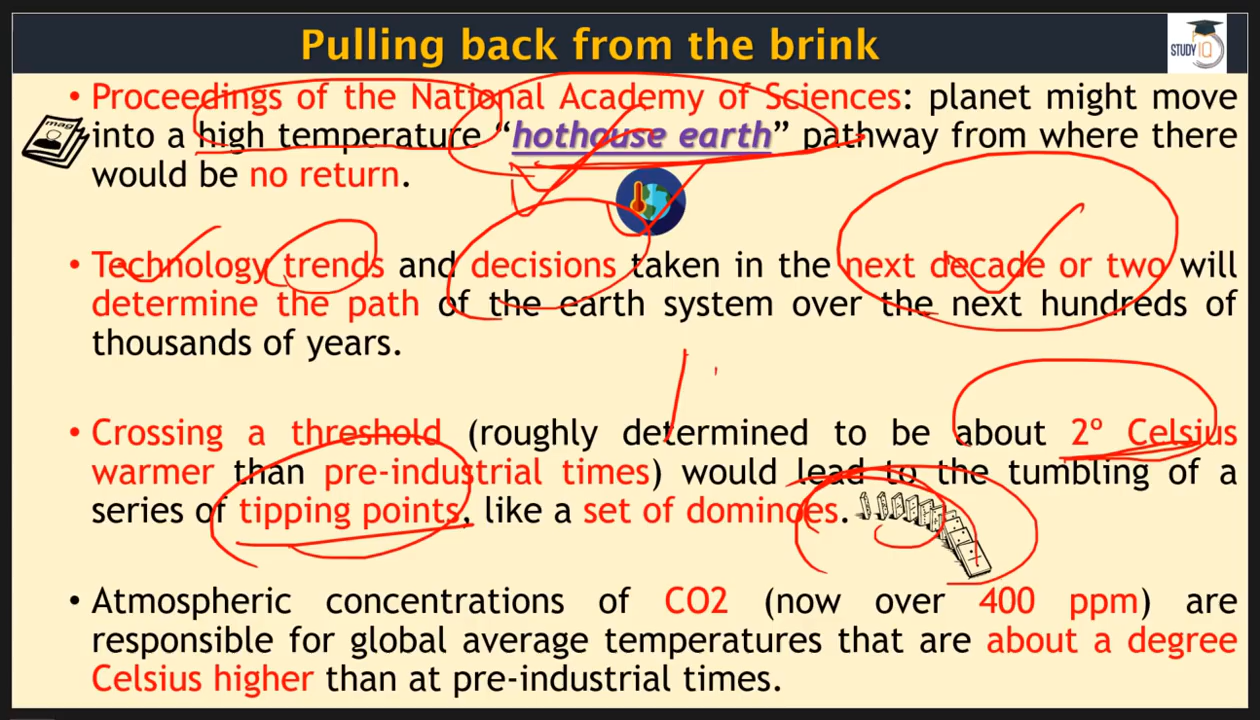 Pulling back from the brink
STUDY IQ
• Proceedings of the National Academy of Sciences: planet might move
into a high temperature “hothouse earth” pathway from where there
would be no return.
mag
• Technology trends and decisions taken in the next decade or two will
determine the path of the earth system over the next hundreds of
thousands of years.
• Crossing a threshold (roughly determined to be about 2º Celsius
warmer than pre-industrial times) would lead to the tumbling of a
series of tipping points, like a set of dominoes.
• Atmospheric concentrations of CO2 (now over 400 ppm) are
responsible for global average temperatures that are about a degree
Celsius higher than at pre-industrial times.